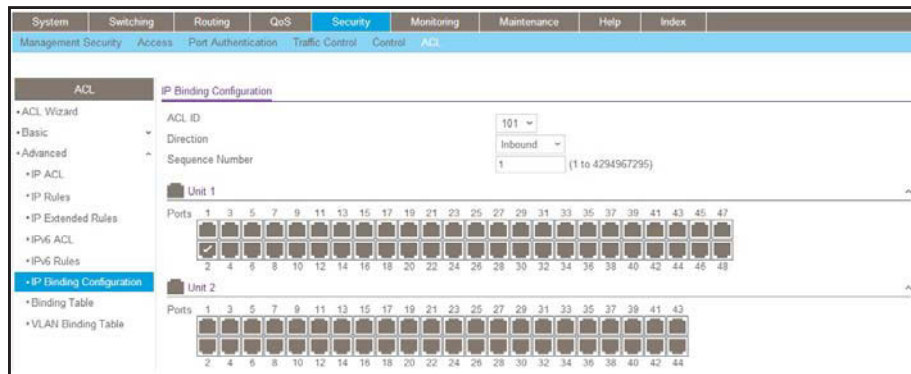 System Switching Routing QoS Security Monitoring Maintenance Help Index
Management Security Access Port Authentication Traffic Control Control ACL
ACL
• ACL Wizard
• Basic
• Advanced
• IP ACL
• IP Rules
• IP Extended Rules
• IPv6 ACL
• IPv6 Rules
• IP Binding Configuration
• Binding Table
• VLAN Binding Table
IP Binding Configuration
ACL ID 101
Direction Inbound
Sequence Number 1 (1 to 4294967295)
Unit 1
Ports 1 3 5 7 9 11 13 15 17 19 21 23 25 27 29 31 33 35 37 39 41 43 45 47
2 4 6 8 10 12 14 16 18 20 22 24 26 28 30 32 34 36 38 40 42 44 46 48
Unit 2
Ports 1 3 5 7 9 11 13 15 17 19 21 23 25 27 29 31 33 35 37 39 41 43
2 4 6 8 10 12 14 16 18 20 22 24 26 28 30 32 34 36 38 40 42 44